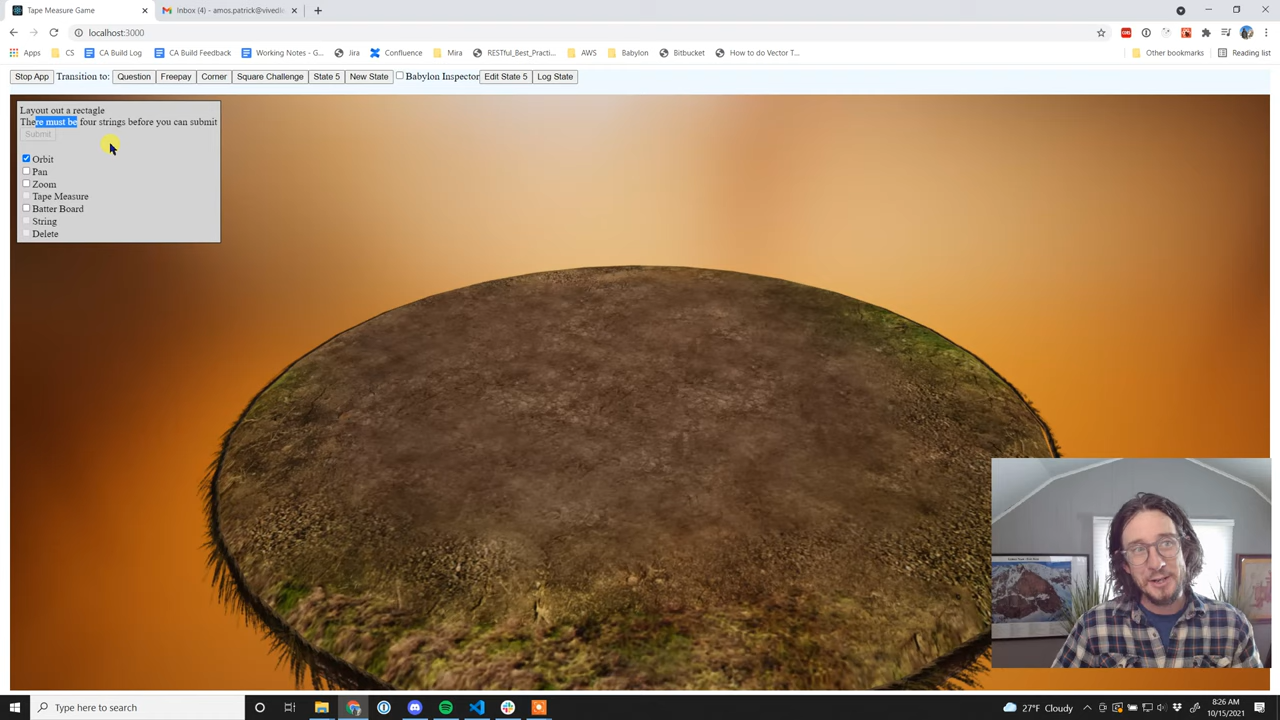 Tape Measure Game
Inbox (4) - amos.patrick@vivedle
localhost:3000
Apps CS CA Build Log CA Build Feedback Working Notes - G... Jira Confluence Mira RESTful_Best_Practi... AWS Babylon Bitbucket How to do Vector T... Other bookmarks Reading list
Stop App Transition to: Question Freepay Corner Square Challenge State 5 New State Babylon Inspector Edit State 5 Log State
Layout out a rectagle
There must be four strings before you can submit
Submit
Orbit
Pan
Zoom
Tape Measure
Batter Board
String
Delete
Type here to search
27°F Cloudy
8:26 AM
10/15/2021